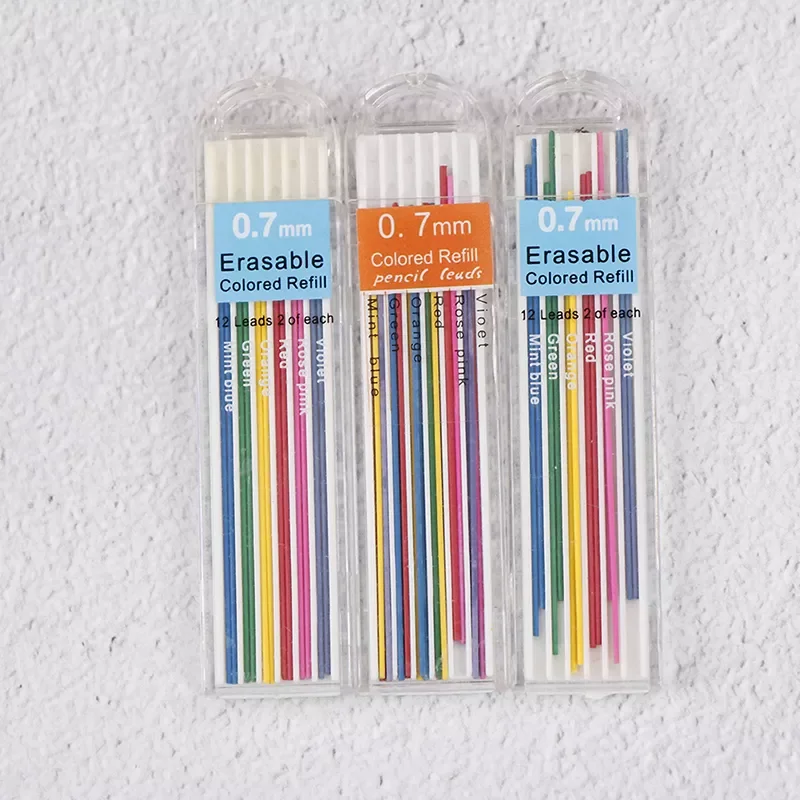 0.7mm
Erasable
Colored Refill
12 Leads 2 of each
Mint blue
Green
Orange
Red
Rose pink
Violet
0.7mm
Colored Refill
pencil leads
Mint blue
Green
Orange
Red
Rose pink
Vioet
0.7mm
Erasable
Colored Refill
12 Leads 2 of each
Mint blue
Green
Orange
Red
Rose pink
Violet